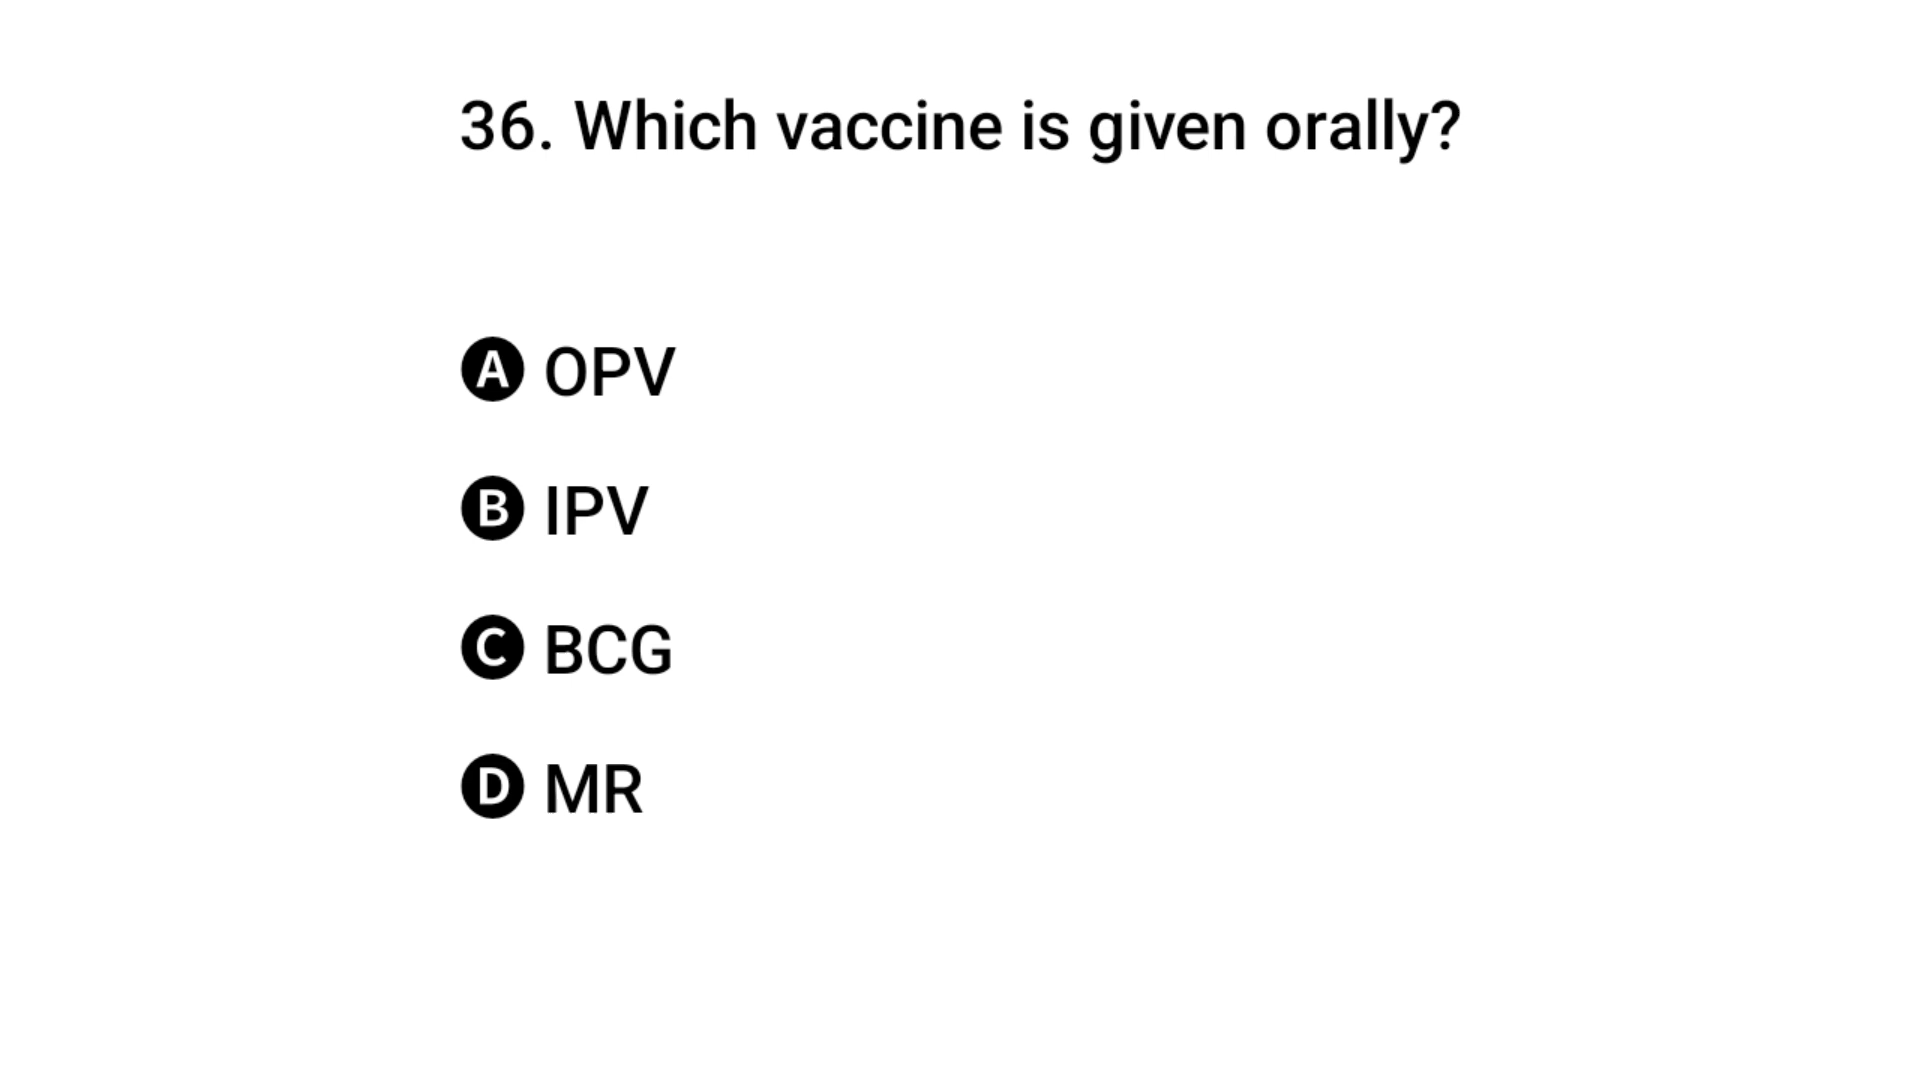 36. Which vaccine is given orally?
A OPV
B IPV
C BCG
D MR